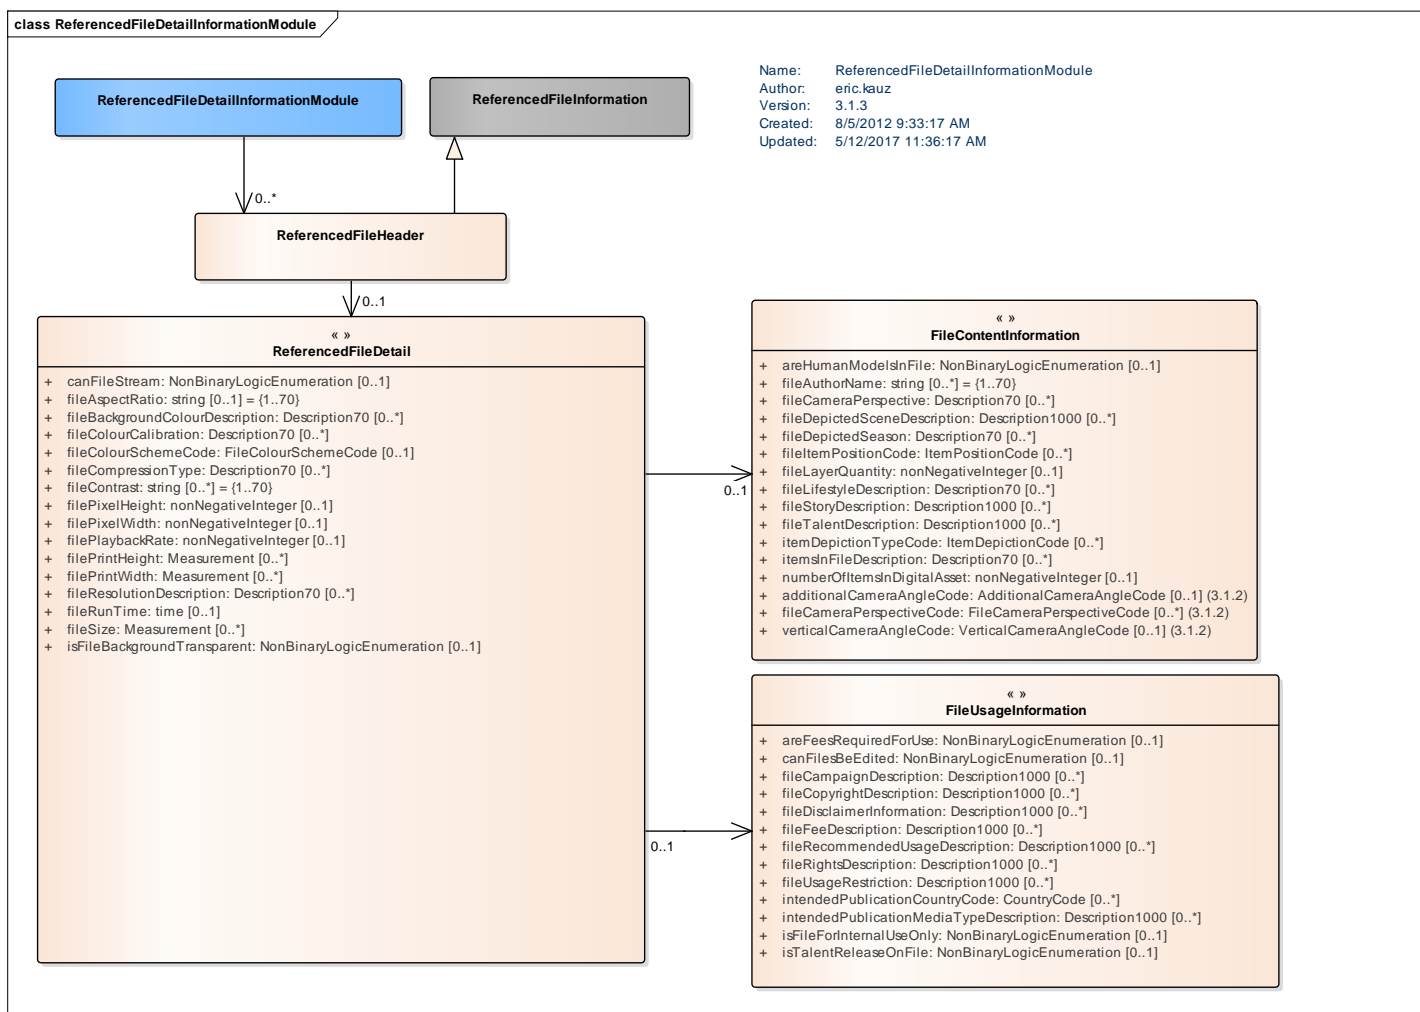 class ReferencedFileDetailInformationModule
ReferencedFileDetailInformationModule
ReferencedFileInformation
Name: ReferencedFileDetailInformationModule
Author: eric.kauz
Version: 3.1.3
Created: 8/5/2012 9:33:17 AM
Updated: 5/12/2017 11:36:17 AM
0..*
ReferencedFileHeader
0..1
« »
ReferencedFileDetail
+ canFileStream: NonBinaryLogicEnumeration [0..1]
+ fileAspectRatio: string [0..1] = {1..70}
+ fileBackgroundColourDescription: Description70 [0..*]
+ fileColourCalibration: Description70 [0..*]
+ fileColourSchemeCode: FileColourSchemeCode [0..1]
+ fileCompressionType: Description70 [0..*]
+ fileContrast: string [0..*] = {1..70}
+ filePixelHeight: nonNegativeInteger [0..1]
+ filePixelWidth: nonNegativeInteger [0..1]
+ filePlaybackRate: nonNegativeInteger [0..1]
+ filePrintHeight: Measurement [0..*]
+ filePrintWidth: Measurement [0..*]
+ fileResolutionDescription: Description70 [0..*]
+ fileRunTime: time [0..1]
+ fileSize: Measurement [0..*]
+ isFileBackgroundTransparent: NonBinaryLogicEnumeration [0..1]
0..1
« »
FileContentInformation
+ areHumanModelsInFile: NonBinaryLogicEnumeration [0..1]
+ fileAuthorName: string [0..*] = {1..70}
+ fileCameraPerspective: Description70 [0..*]
+ fileDepictedSceneDescription: Description1000 [0..*]
+ fileDepictedSeason: Description70 [0..*]
+ fileItemPositionCode: ItemPositionCode [0..*]
+ fileLayerQuantity: nonNegativeInteger [0..1]
+ fileLifestyleDescription: Description70 [0..*]
+ fileStoryDescription: Description1000 [0..*]
+ fileTalentDescription: Description1000 [0..*]
+ itemDepictionTypeCode: ItemDepictionCode [0..*]
+ itemsInFileDescription: Description70 [0..*]
+ numberOfItemsInDigitalAsset: nonNegativeInteger [0..1]
+ additionalCameraAngleCode: AdditionalCameraAngleCode [0..1] (3.1.2)
+ fileCameraPerspectiveCode: FileCameraPerspectiveCode [0..*] (3.1.2)
+ verticalCameraAngleCode: VerticalCameraAngleCode [0..1] (3.1.2)
0..1
« »
FileUsageInformation
+ areFeesRequiredForUse: NonBinaryLogicEnumeration [0..1]
+ canFilesBeEdited: NonBinaryLogicEnumeration [0..1]
+ fileCampaignDescription: Description1000 [0..*]
+ fileCopyrightDescription: Description1000 [0..*]
+ fileDisclaimerInformation: Description1000 [0..*]
+ fileFeeDescription: Description1000 [0..*]
+ fileRecommendedUsageDescription: Description1000 [0..*]
+ fileRightsDescription: Description1000 [0..*]
+ fileUsageRestriction: Description1000 [0..*]
+ intendedPublicationCountryCode: CountryCode [0..*]
+ intendedPublicationMediaTypeDescription: Description1000 [0..*]
+ isFileForInternalUseOnly: NonBinaryLogicEnumeration [0..1]
+ isTalentReleaseOnFile: NonBinaryLogicEnumeration [0..1]